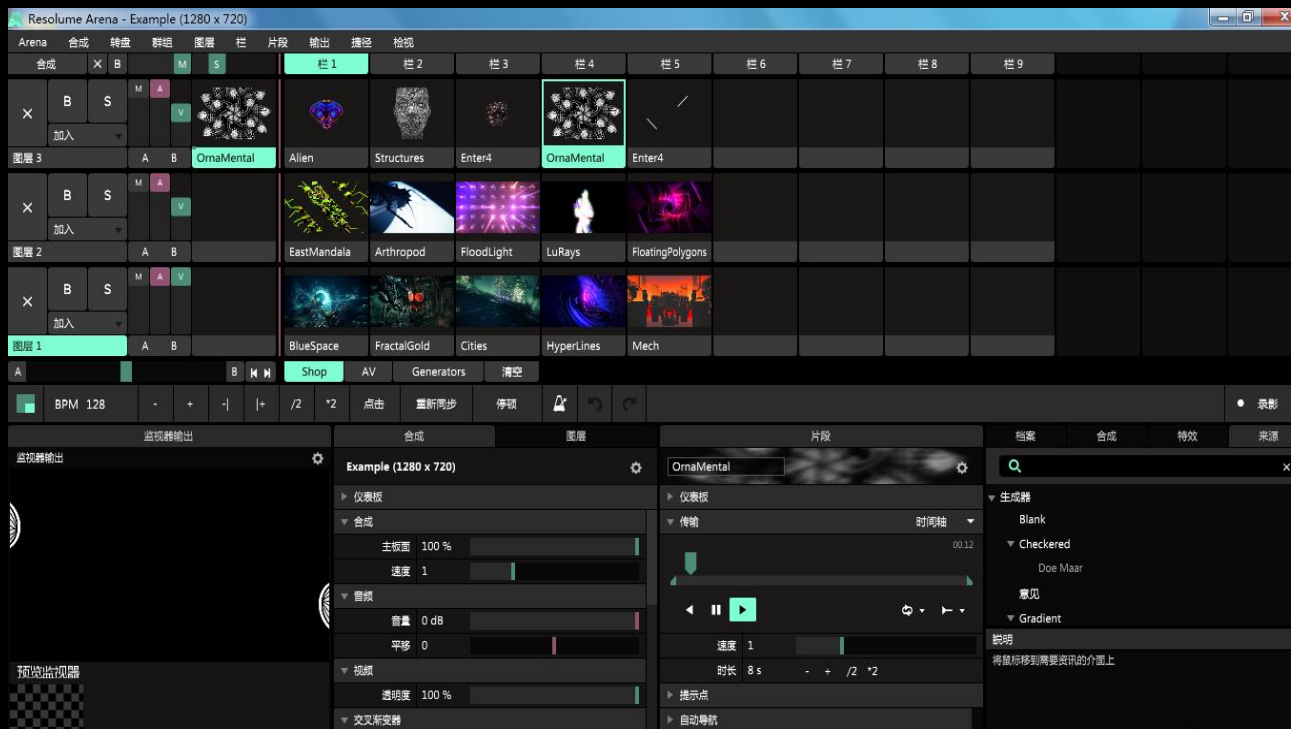 Resolume Arena - Example (1280 x 720)
Arena 合成 转盘 群组 图层 栏 片段 输出 捷径 检视
合成 X B M S 栏 1 栏 2 栏 3 栏 4 栏 5 栏 6 栏 7 栏 8 栏 9
M A
B S
V
加入
图层 3 A B OrnaMental Alien Structures Enter4 OrnaMental Enter4
M A
B S
V
加入
图层 2 A B EastMandala Arthropod FloodLight LuRays FloatingPolygons
M A V
B S
加入
图层 1 A B BlueSpace FractalGold Cities HyperLines Mech
A B Shop AV Generators 清空
BPM 128 - + -| |+ /2 *2 点击 重新同步 停顿 录影
监视器输出 合成 图层 片段 档案 合成 特效 来源
监视器输出
Example (1280 x 720)
仪表板
合成
主板面 100 %
速度 1
音频
音量 0 dB
平移 0
视频
透明度 100 %
交叉渐变器
OrnaMental
仪表板
传输 时间轴
00.12
速度 1
时长 8 s - + /2 *2
提示点
自动导航
生成器
Blank
Checkered
Doe Maar
意见
Gradient
説明
将鼠标移到需要资讯的介面上
预览监视器